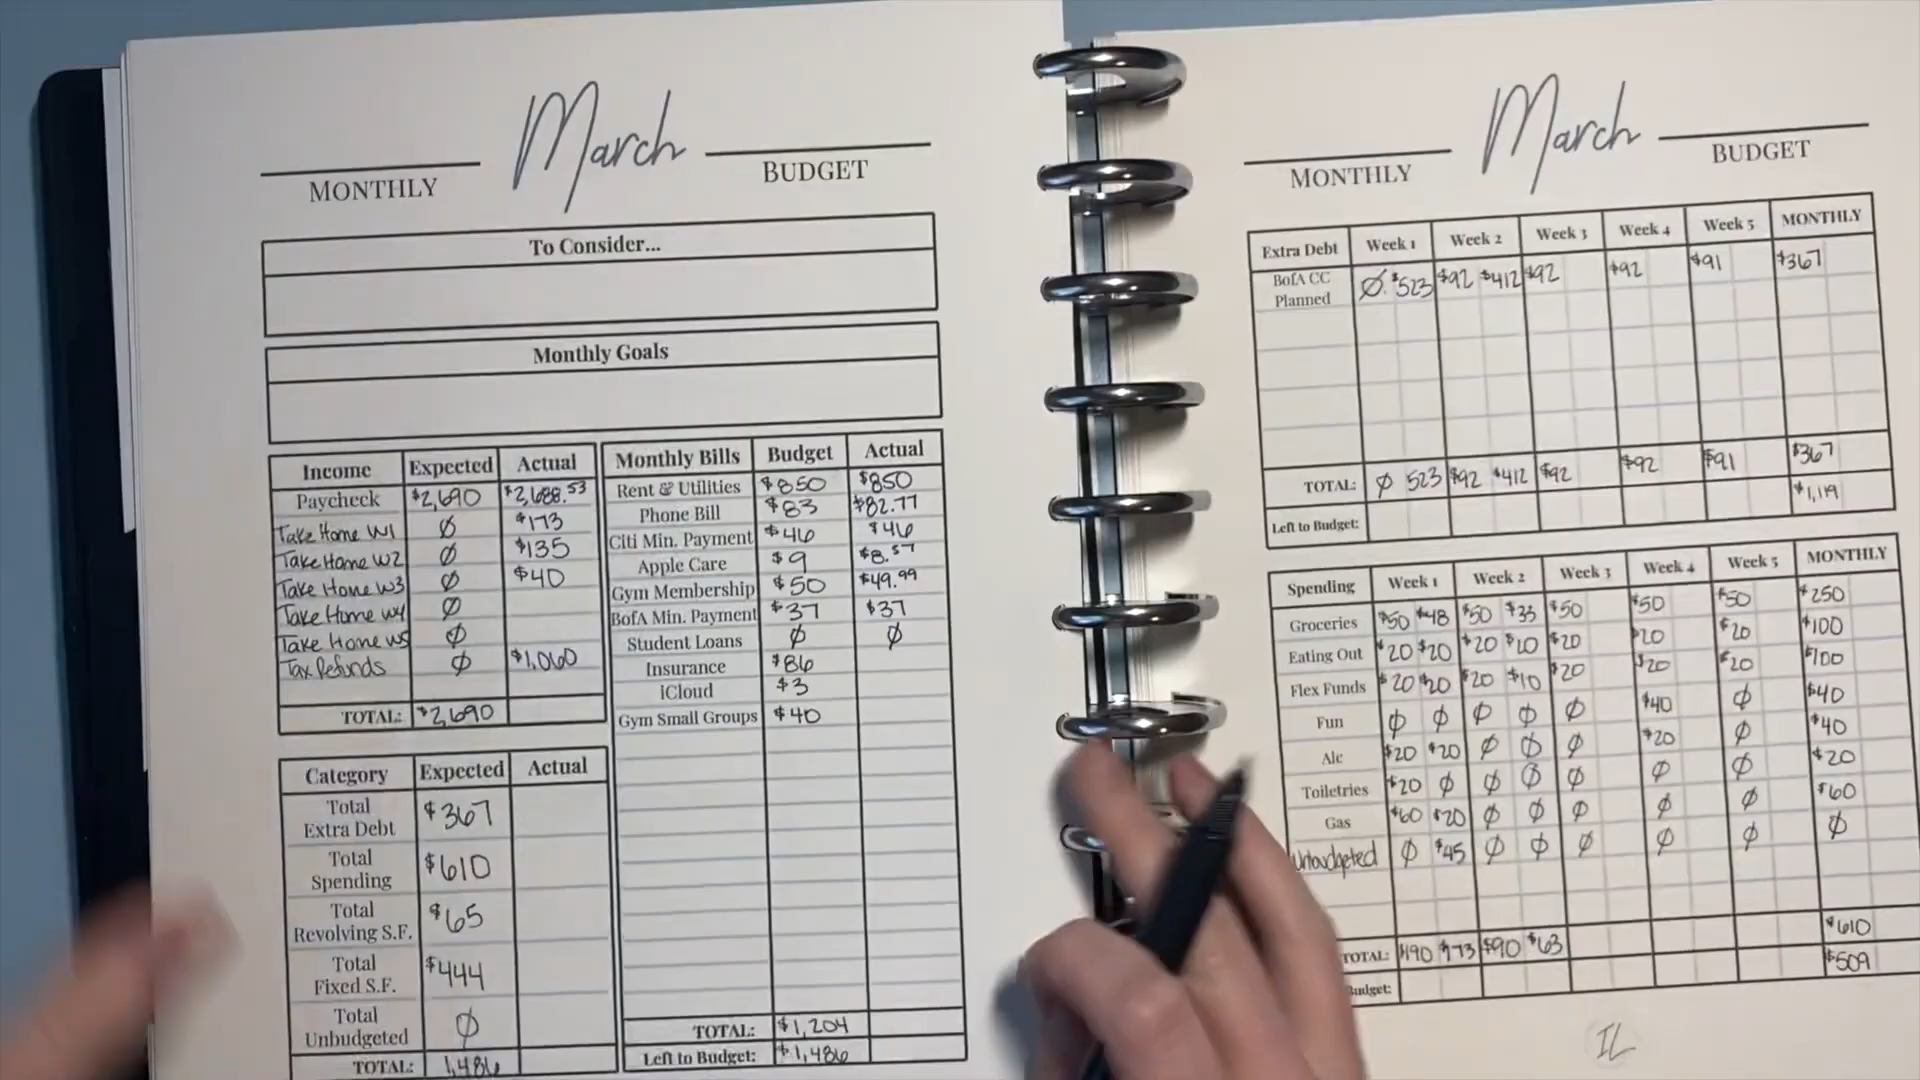 March
MONTHLY BUDGET
To Consider...
Monthly Goals
Income Expected Actual
Paycheck $2,690 $2,688.53
Take Home W1 Ø $173
Take Home W2 Ø $135
Take Home W3 Ø $40
Take Home W4 Ø
Take Home W5 Ø
Tax Refunds Ø $1,060
TOTAL: $2,690
Category Expected Actual
Total
Extra Debt $367
Total
Spending $610
Total
Revolving S.F. $65
Total
Fixed S.F. $444
Total
Unbudgeted Ø
TOTAL: 1,486
Monthly Bills Budget Actual
Rent & Utilities $850 $850
Phone Bill $83 $82.77
Citi Min. Payment $46 $46
Apple Care $9 $8.57
Gym Membership $50 $49.99
BofA Min. Payment $37 $37
Student Loans Ø Ø
Insurance $86
iCloud $3
Gym Small Groups $40
TOTAL: $1,204
Left to Budget: $1,486
March
MONTHLY BUDGET
Extra Debt Week 1 Week 2 Week 3 Week 4 Week 5 MONTHLY
BofA CC
Planned Ø $523 $92 $412 $92 $92 $91 $367
TOTAL: Ø 523 $92 $412 $92 $92 $91 $367
Left to Budget: $1,119
Spending Week 1 Week 2 Week 3 Week 4 Week 5 MONTHLY
Groceries $50 $48 $50 $33 $50 $50 $50 $250
Eating Out $20 $20 $20 $10 $20 $20 $20 $100
Flex Funds $20 $20 $20 $10 $20 $20 $20 $100
Fun Ø Ø Ø Ø Ø $40 Ø $40
Alc $20 $20 Ø Ø Ø $20 Ø $40
Toiletries $20 Ø Ø Ø Ø Ø Ø $20
Gas $60 $20 Ø Ø Ø Ø Ø $60
Unbudgeted Ø $45 Ø Ø Ø Ø Ø Ø
TOTAL: $190 $173 $90 $63 $610
Budget: $509